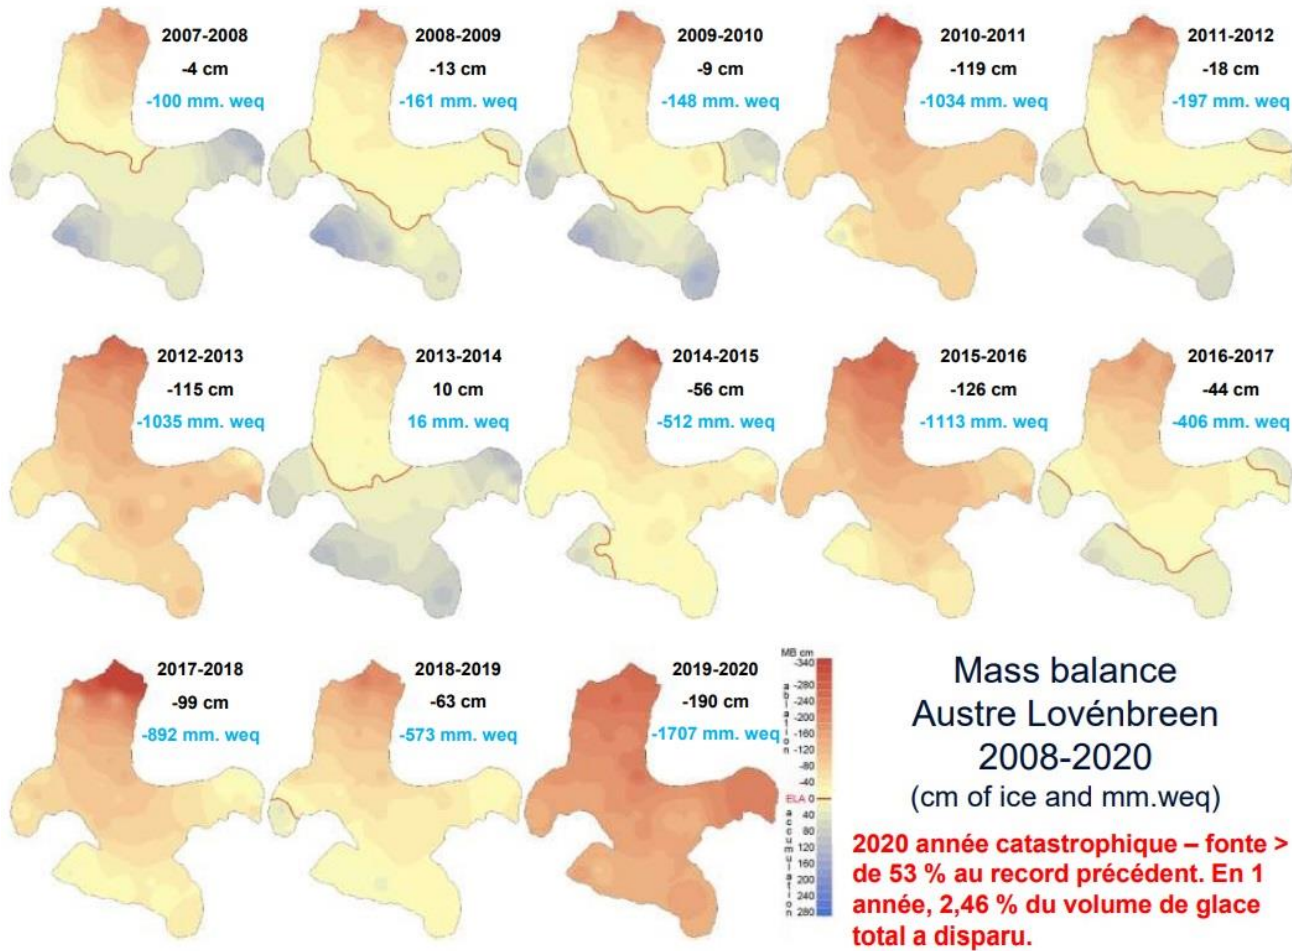 2007-2008
-4 cm
-100 mm. weq
2008-2009
-13 cm
-161 mm. weq
2009-2010
-9 cm
-148 mm. weq
2010-2011
-119 cm
-1034 mm. weq
2011-2012
-18 cm
-197 mm. weq
2012-2013
-115 cm
-1035 mm. weq
2013-2014
10 cm
16 mm. weq
2014-2015
-56 cm
-512 mm. weq
2015-2016
-126 cm
-1113 mm. weq
2016-2017
-44 cm
-406 mm. weq
2017-2018
-99 cm
-892 mm. weq
2018-2019
-63 cm
-573 mm. weq
2019-2020
-190 cm
-1707 mm. weq
MB cm
-340
-280
-240
-200
-160
-120
-80
-40
ELA 0
40
80
120
160
200
240
280
ablation
accumulation
Mass balance
Austre Lovénbreen
2008-2020
(cm of ice and mm.weq)
2020 année catastrophique – fonte >
de 53 % au record précédent. En 1
année, 2,46 % du volume de glace
total a disparu.